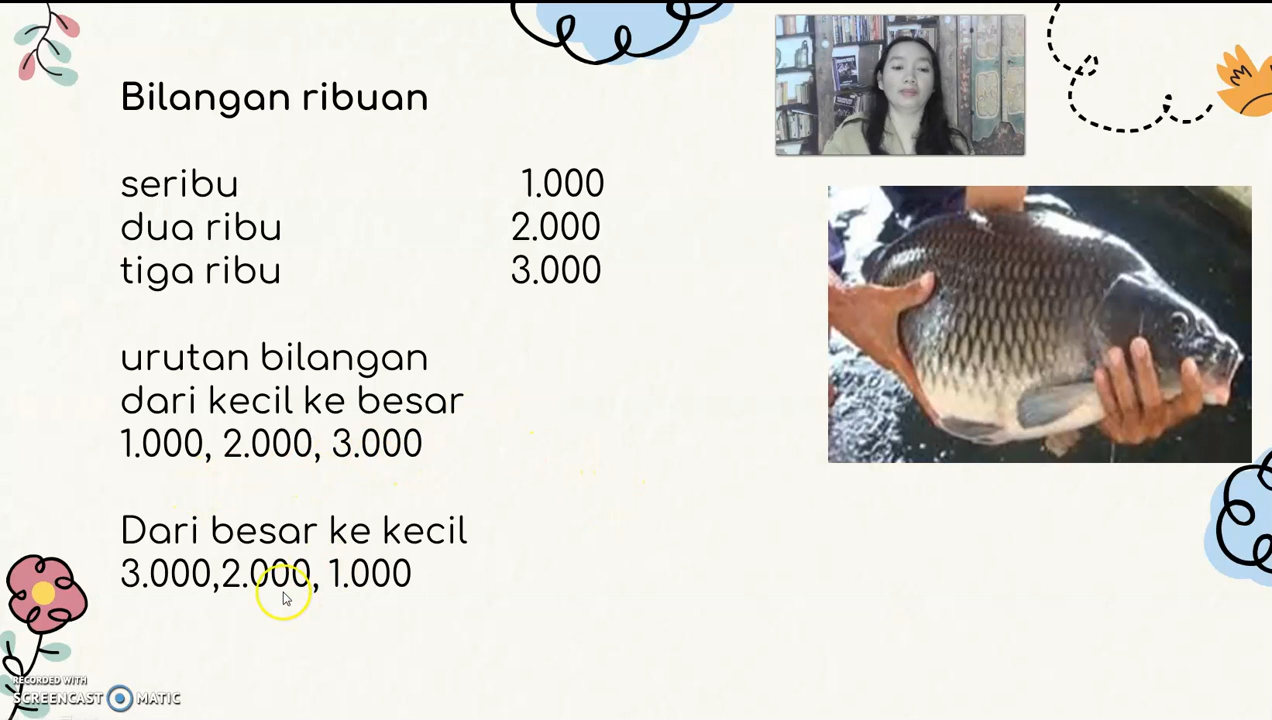 Bilangan ribuan
seribu 1.000
dua ribu 2.000
tiga ribu 3.000
urutan bilangan
dari kecil ke besar
1.000, 2.000, 3.000
Dari besar ke kecil
3.000,2.000, 1.000
RECORDED WITH
SCREENCAST MATIC